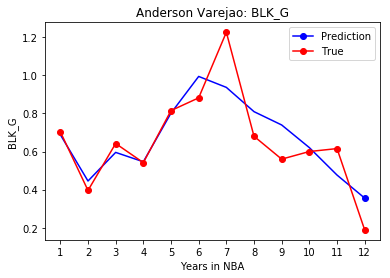 Anderson Varejao: BLK_G
Prediction
True
BLK_G
1.2
1.0
0.8
0.6
0.4
0.2
1 2 3 4 5 6 7 8 9 10 11 12
Years in NBA